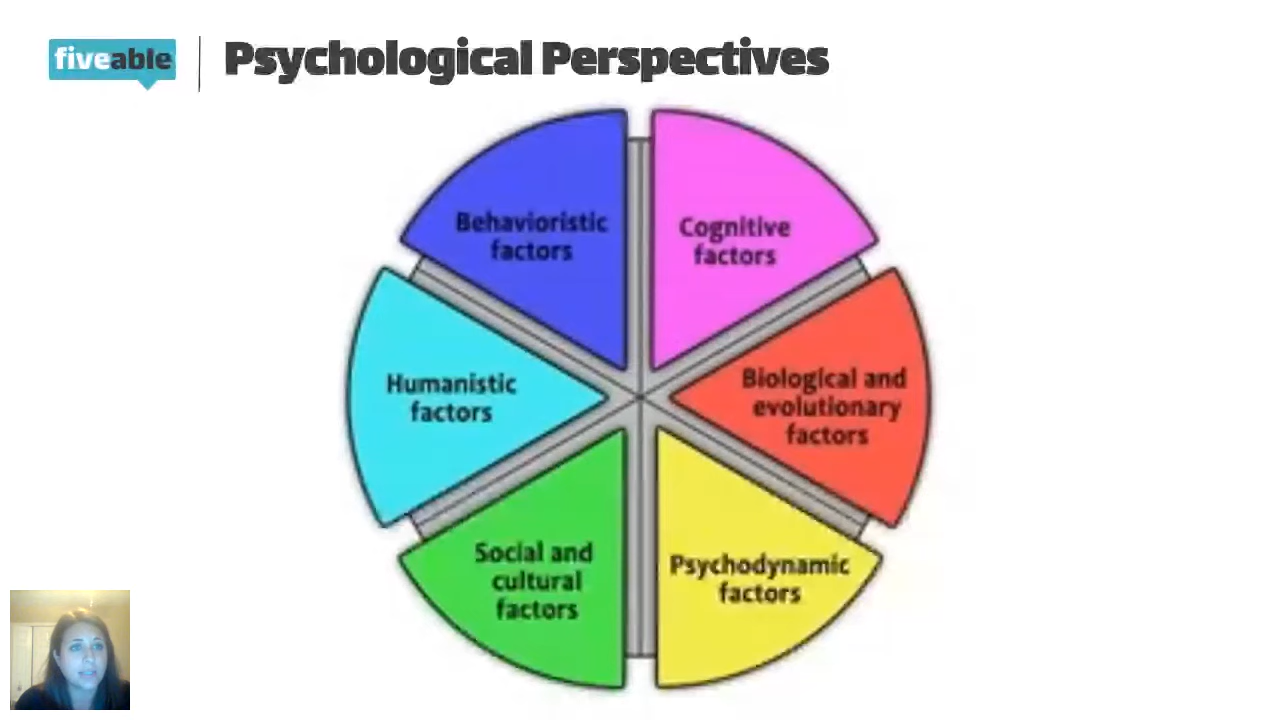 fiveable
Psychological Perspectives
Behavioristic
factors
Cognitive
factors
Humanistic
factors
Biological and
evolutionary
factors
Social and
cultural
factors
Psychodynamic
factors